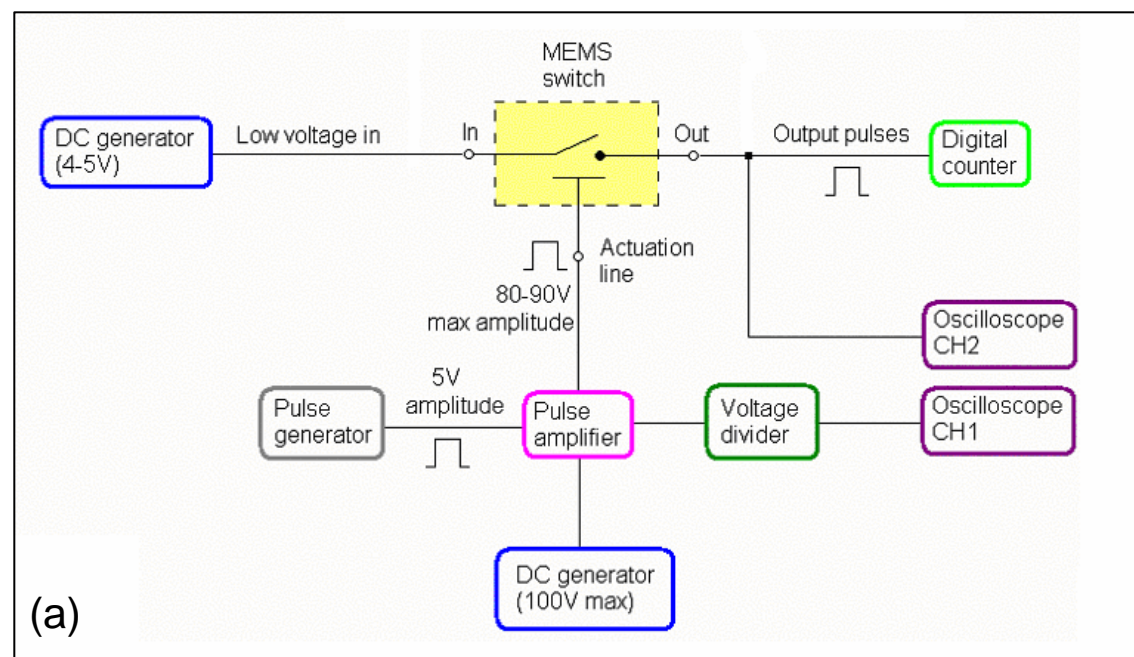 MEMS
switch
DC generator
(4-5V)
Low voltage in
In
Out
Output pulses
Digital
counter
Actuation
line
80-90V
max amplitude
Oscilloscope
CH2
Pulse
generator
5V
amplitude
Pulse
amplifier
Voltage
divider
Oscilloscope
CH1
DC generator
(100V max)
(a)